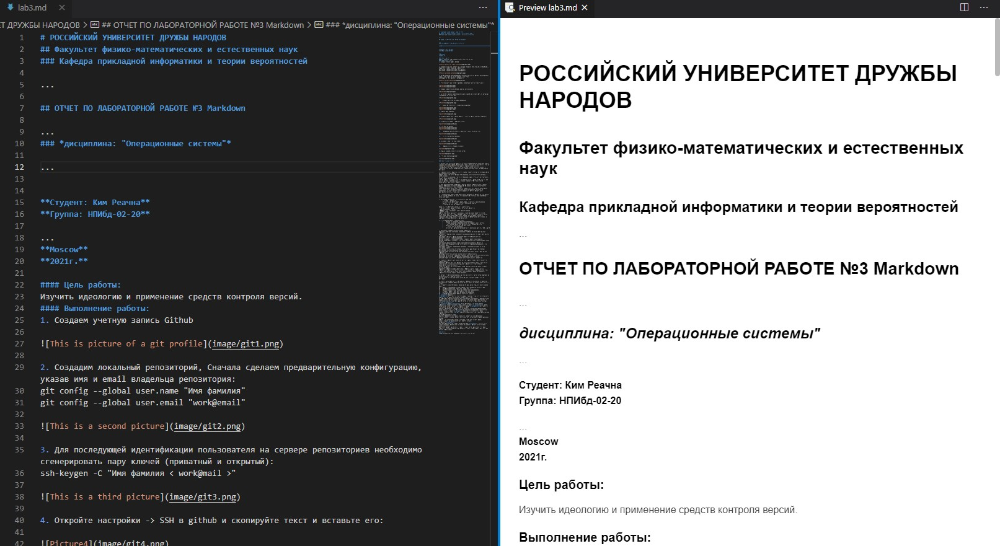 lab3.md
Т ДРУЖБЫ НАРОДОВ > ## ОТЧЕТ ПО ЛАБОРАТОРНОЙ РАБОТЕ №3 Markdown > ### *дисциплина: "Операционные системы"*
1 # РОССИЙСКИЙ УНИВЕРСИТЕТ ДРУЖБЫ НАРОДОВ
2 ## Факультет физико-математических и естественных наук
3 ### Кафедра прикладной информатики и теории вероятностей
4
5 ...
6
7 ## ОТЧЕТ ПО ЛАБОРАТОРНОЙ РАБОТЕ №3 Markdown
8
9 ...
10 ### *дисциплина: "Операционные системы"*
11
12 ...
13
14
15 **Студент: Ким Реачна**
16 **Группа: НПИбд-02-20**
17
18 ...
19 **Moscow**
20 **2021г.**
21
22 #### Цель работы:
23 Изучить идеологию и применение средств контроля версий.
24 #### Выполнение работы:
25 1. Создаем учетную запись Github
26
27 ![This is picture of a git profile](image/git1.png)
28
29 2. Создадим локальный репозиторий, Сначала сделаем предварительную конфигурацию,
указав имя и email владельца репозитория:
30 git config --global user.name "Имя фамилия"
31 git config --global user.email "work@email"
32
33 ![This is a second picture](image/git2.png)
34
35 3. Для последующей идентификации пользователя на сервере репозиториев необходимо
сгенерировать пару ключей (приватный и открытый):
36 ssh-keygen -C "Имя фамилия < work@mail >"
37
38 ![This is a third picture](image/git3.png)
39
40 4. Откройте настройки -> SSH в github и скопируйте текст и вставьте его:
41
42 ![Picture4](image/git4.png)
Preview lab3.md
РОССИЙСКИЙ УНИВЕРСИТЕТ ДРУЖБЫ
НАРОДОВ
Факультет физико-математических и естественных
наук
Кафедра прикладной информатики и теории вероятностей
...
ОТЧЕТ ПО ЛАБОРАТОРНОЙ РАБОТЕ №3 Markdown
...
дисциплина: "Операционные системы"
...
Студент: Ким Реачна
Группа: НПИбд-02-20
...
Moscow
2021г.
Цель работы:
Изучить идеологию и применение средств контроля версий.
Выполнение работы: